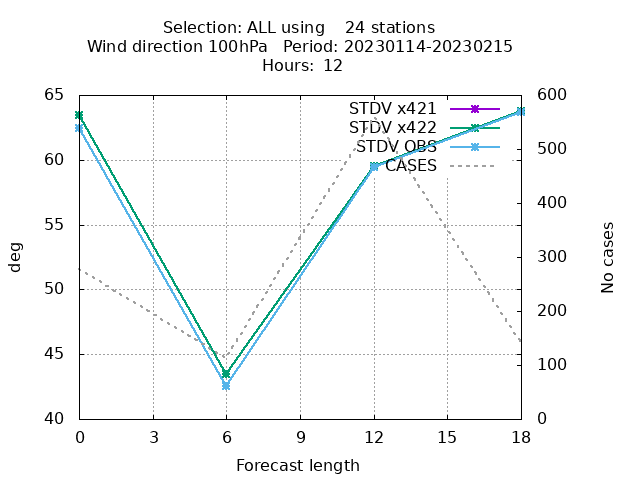 Selection: ALL using    24 stations
Wind direction 100hPa   Period: 20230114-20230215
Hours:  12
STDV x421
STDV x422
STDV OBS
CASES
65
60
55
50
45
40
deg
600
500
400
300
200
100
0
No cases
0 3 6 9 12 15 18
Forecast length